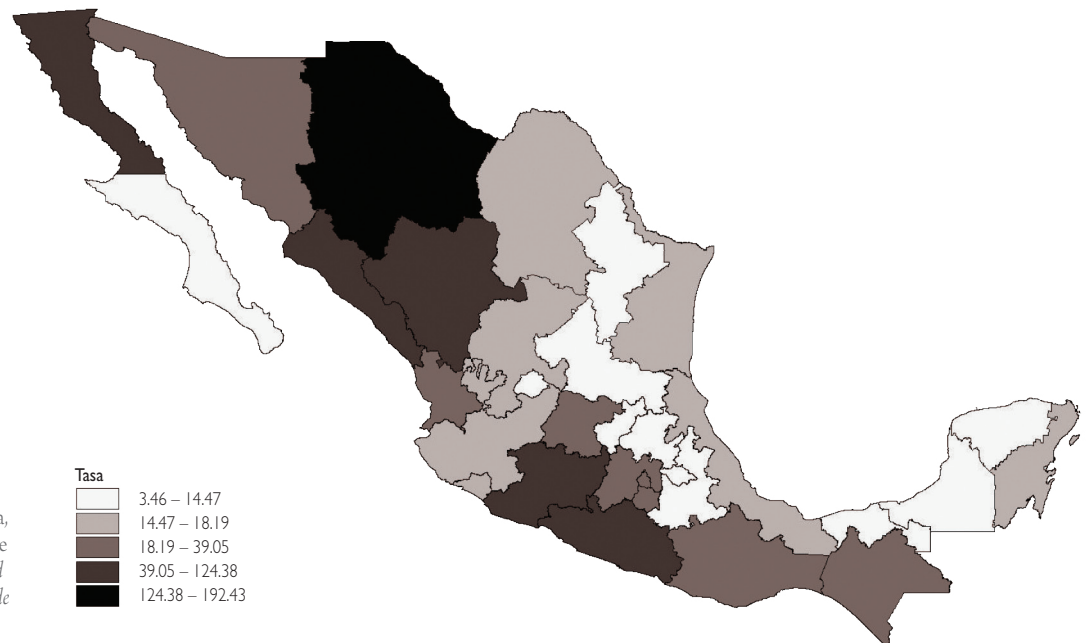 Tasa
3.46 – 14.47
14.47 – 18.19
18.19 – 39.05
39.05 – 124.38
124.38 – 192.43
a,
e
d
de